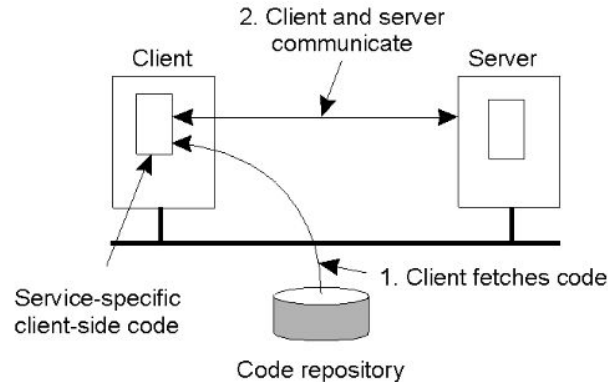 2. Client and server
communicate
Client
Server
1. Client fetches code
Service-specific
client-side code
Code repository